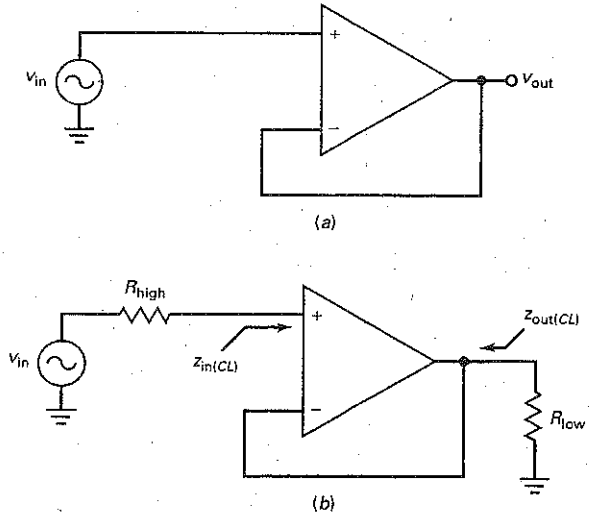 +
v_in
v_out
−
(a)
R_high
+
z_in(CL)
z_out(CL)
v_in
−
R_low
(b)